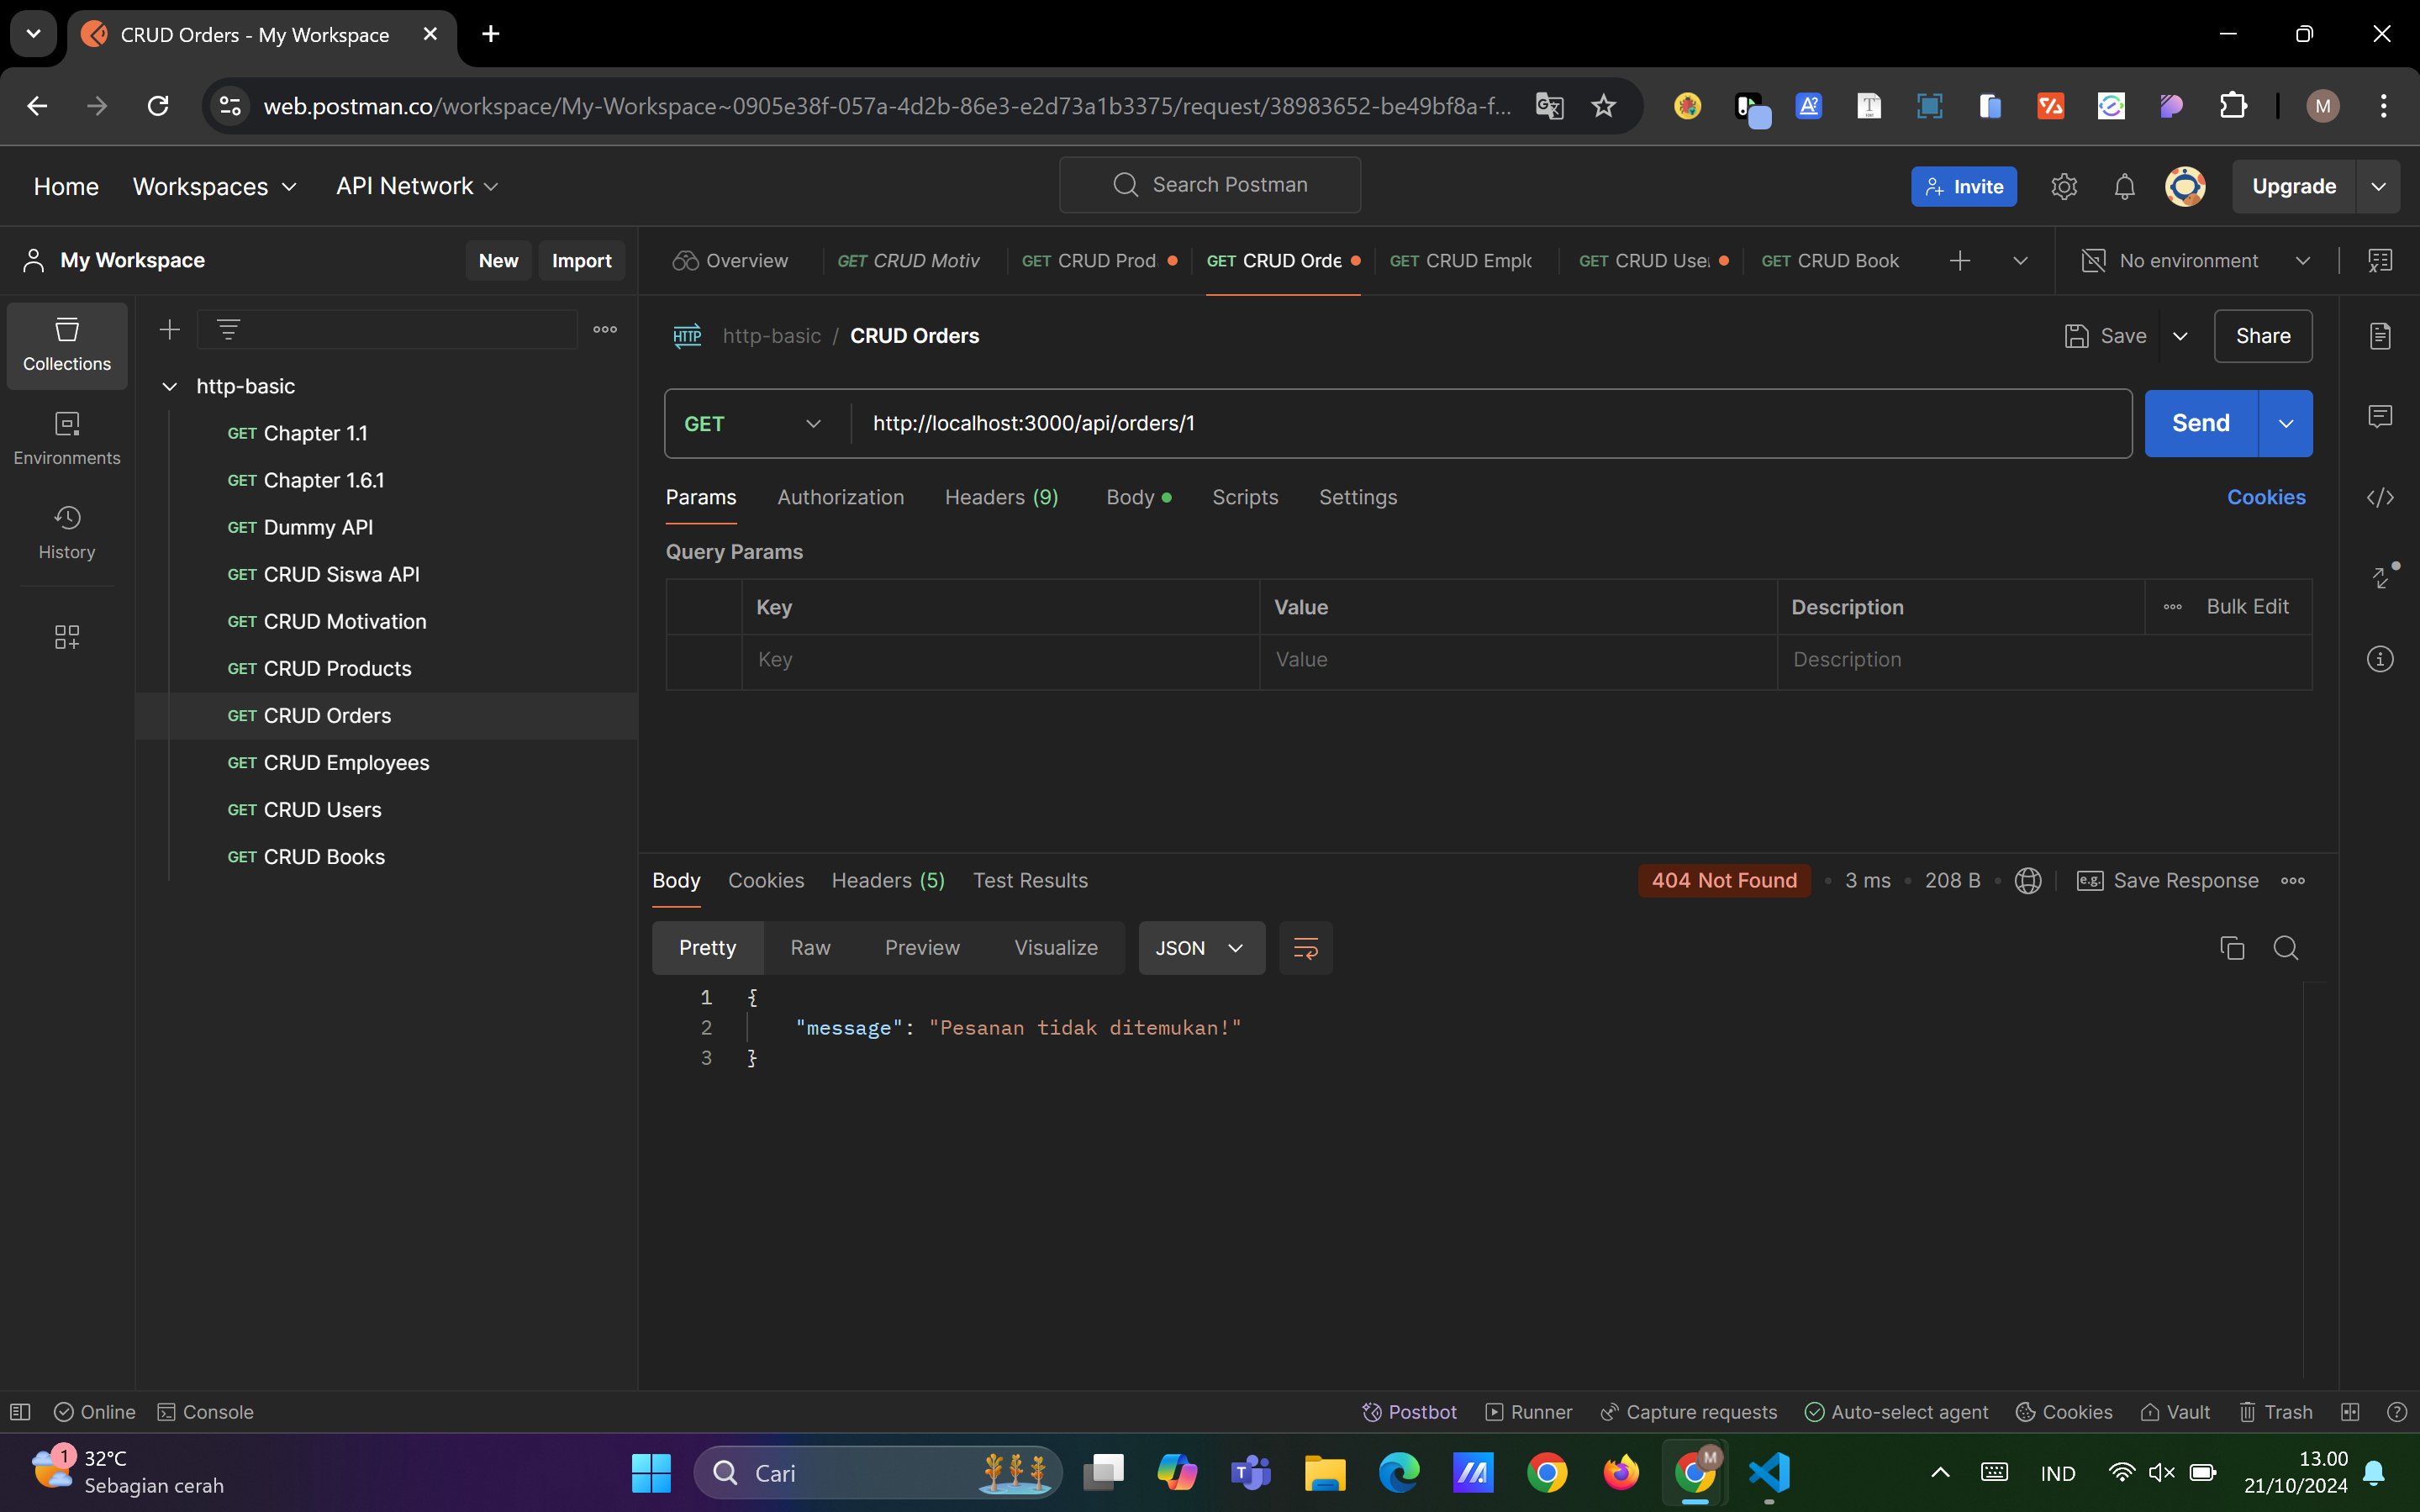 CRUD Orders - My Workspace
web.postman.co/workspace/My-Workspace~0905e38f-057a-4d2b-86e3-e2d73a1b3375/request/38983652-be49bf8a-f...
M
Home Workspaces API Network
Search Postman
Invite
Upgrade
My Workspace
New Import
Overview
GET CRUD Motiv
GET CRUD Prod
GET CRUD Orde
GET CRUD Emplo
GET CRUD User
GET CRUD Book
No environment
Collections
Environments
History
http-basic
GET Chapter 1.1
GET Chapter 1.6.1
GET Dummy API
GET CRUD Siswa API
GET CRUD Motivation
GET CRUD Products
GET CRUD Orders
GET CRUD Employees
GET CRUD Users
GET CRUD Books
HTTP http-basic / CRUD Orders
Save
Share
GET http://localhost:3000/api/orders/1
Send
Params Authorization Headers (9) Body Scripts Settings
Cookies
Query Params
Key Value Description Bulk Edit
Key Value Description
Body Cookies Headers (5) Test Results
404 Not Found 3 ms 208 B
e.g. Save Response
Pretty Raw Preview Visualize JSON
1 {
2 "message": "Pesanan tidak ditemukan!"
3 }
Online Console
Postbot Runner Capture requests Auto-select agent Cookies Vault Trash
1
32°C
Sebagian cerah
Cari
M
IND
13.00
21/10/2024